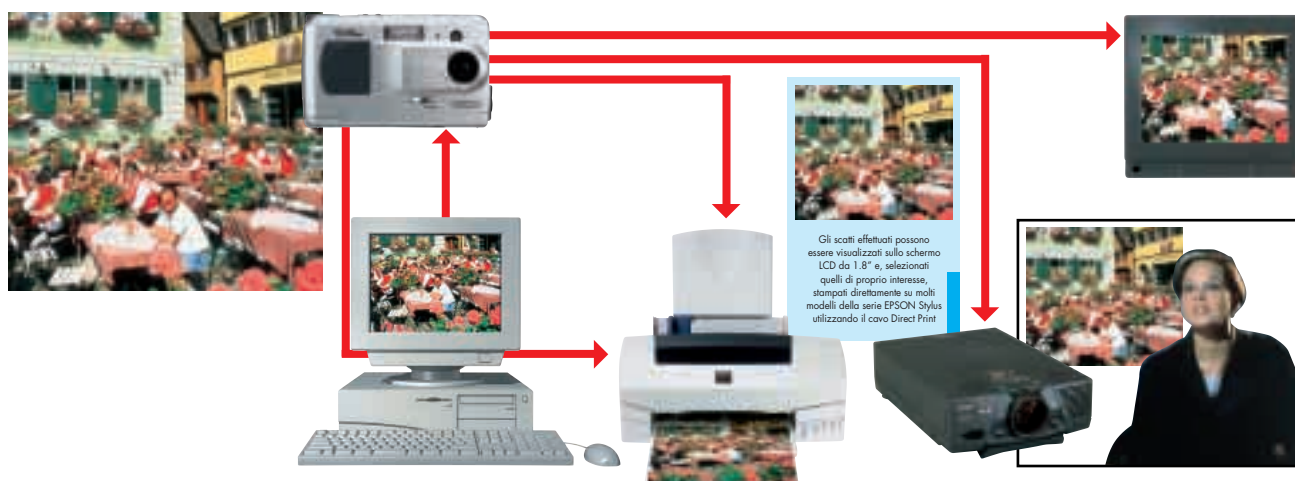 Gli scatti effettuati possono
essere visualizzati sullo schermo
LCD da 1.8” e, selezionati
quelli di proprio interesse,
stampati direttamente su molti
modelli della serie EPSON Stylus
utilizzando il cavo Direct Print